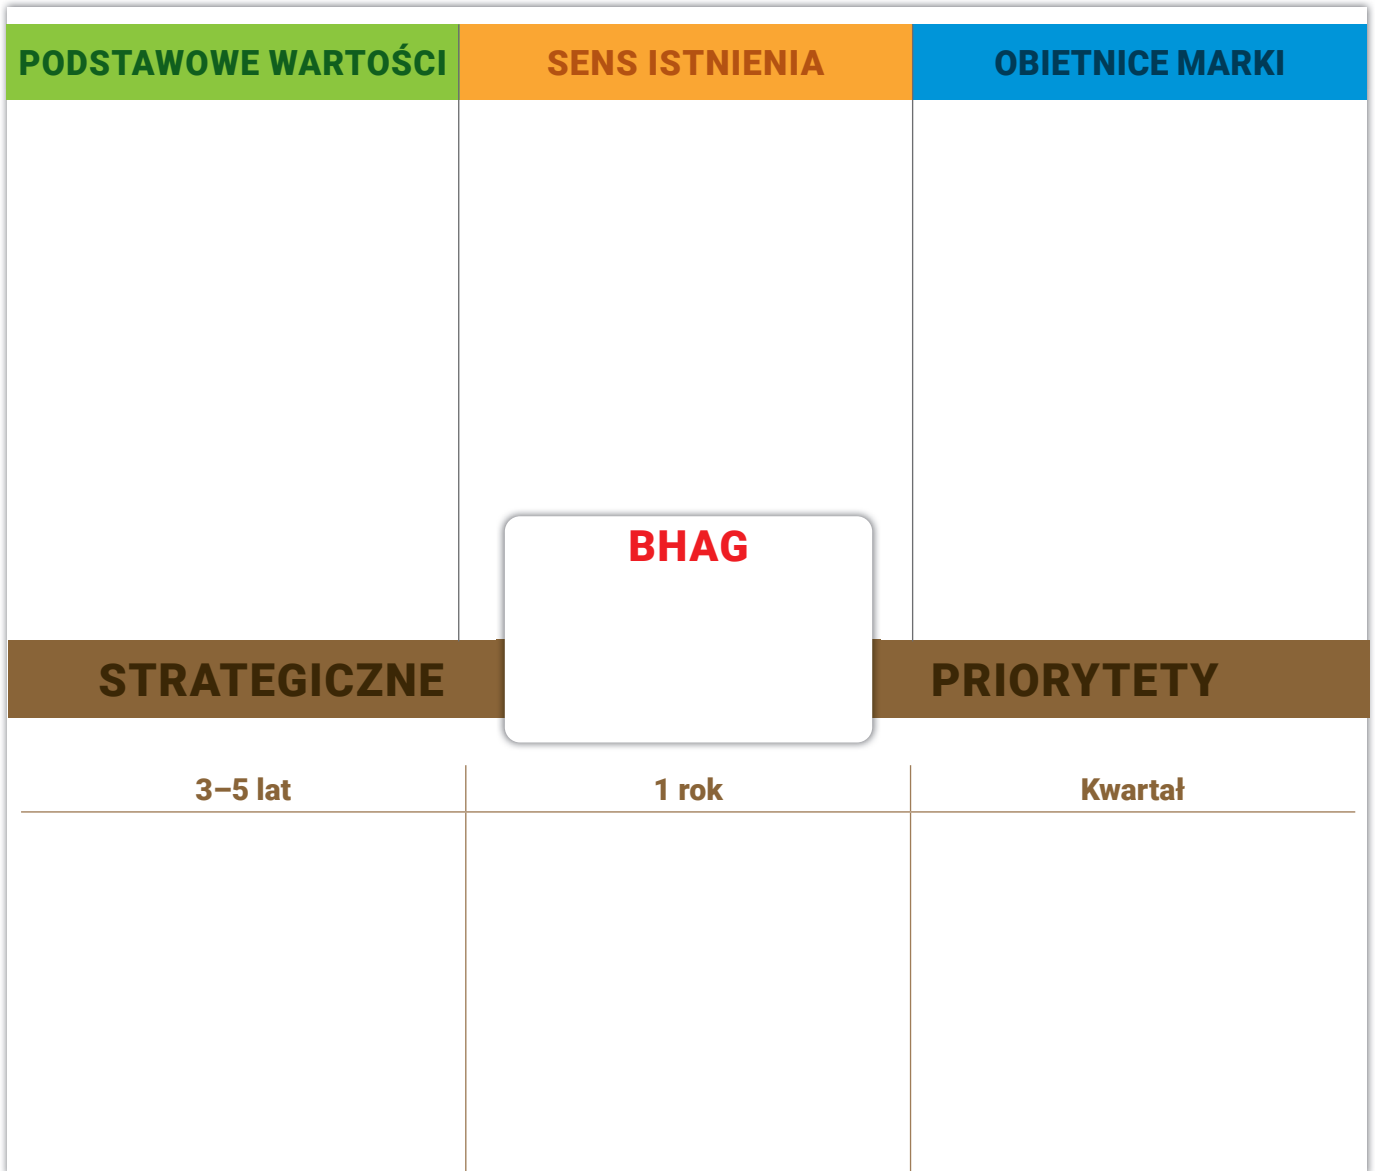 PODSTAWOWE WARTOŚCI
SENS ISTNIENIA
OBIETNICE MARKI
BHAG
STRATEGICZNE
PRIORYTETY
3–5 lat
1 rok
Kwartał